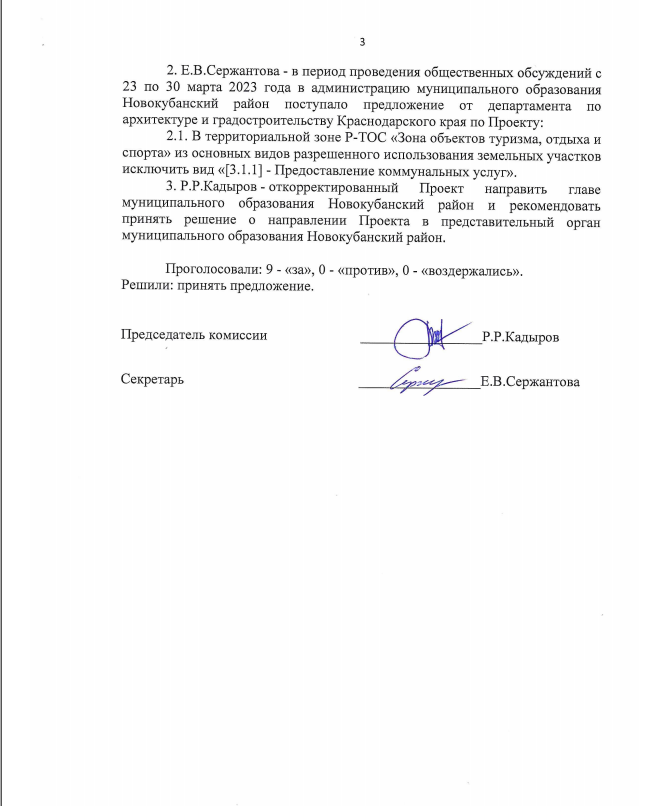 3
2. Е.В.Сержантова - в период проведения общественных обсуждений с
23 по 30 марта 2023 года в администрацию муниципального образования
Новокубанский район поступало предложение от департамента по
архитектуре и градостроительству Краснодарского края по Проекту:
2.1. В территориальной зоне Р-ТОС «Зона объектов туризма, отдыха и
спорта» из основных видов разрешенного использования земельных участков
исключить вид «[3.1.1] - Предоставление коммунальных услуг».
3. Р.Р.Кадыров - откорректированный Проект направить главе
муниципального образования Новокубанский район и рекомендовать
принять решение о направлении Проекта в представительный орган
муниципального образования Новокубанский район.
Проголосовали: 9 - «за», 0 - «против», 0 - «воздержались».
Решили: принять предложение.
Председатель комиссии Р.Р.Кадыров
Секретарь Е.В.Сержантова